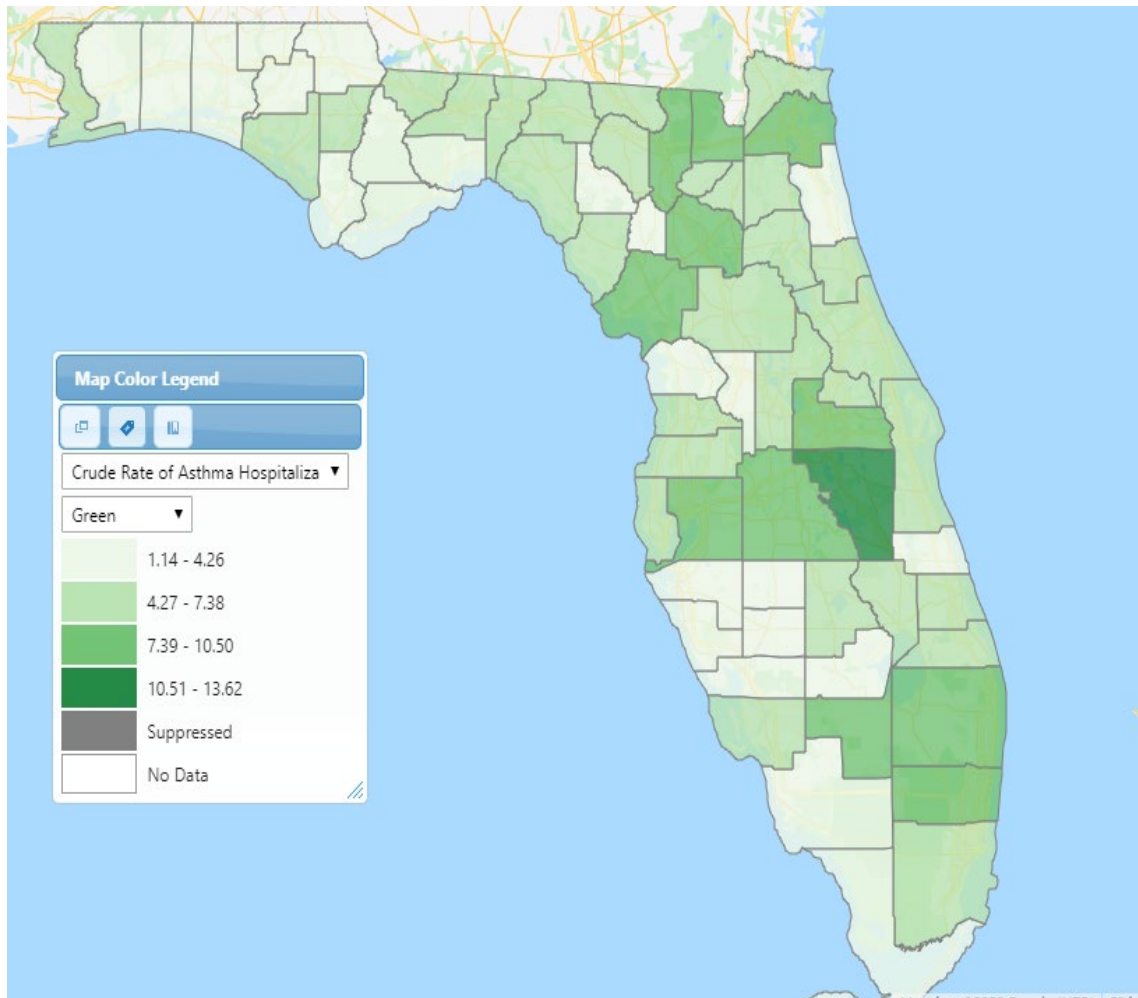 Map Color Legend
Crude Rate of Asthma Hospitaliza
Green
1.14 - 4.26
4.27 - 7.38
7.39 - 10.50
10.51 - 13.62
Suppressed
No Data